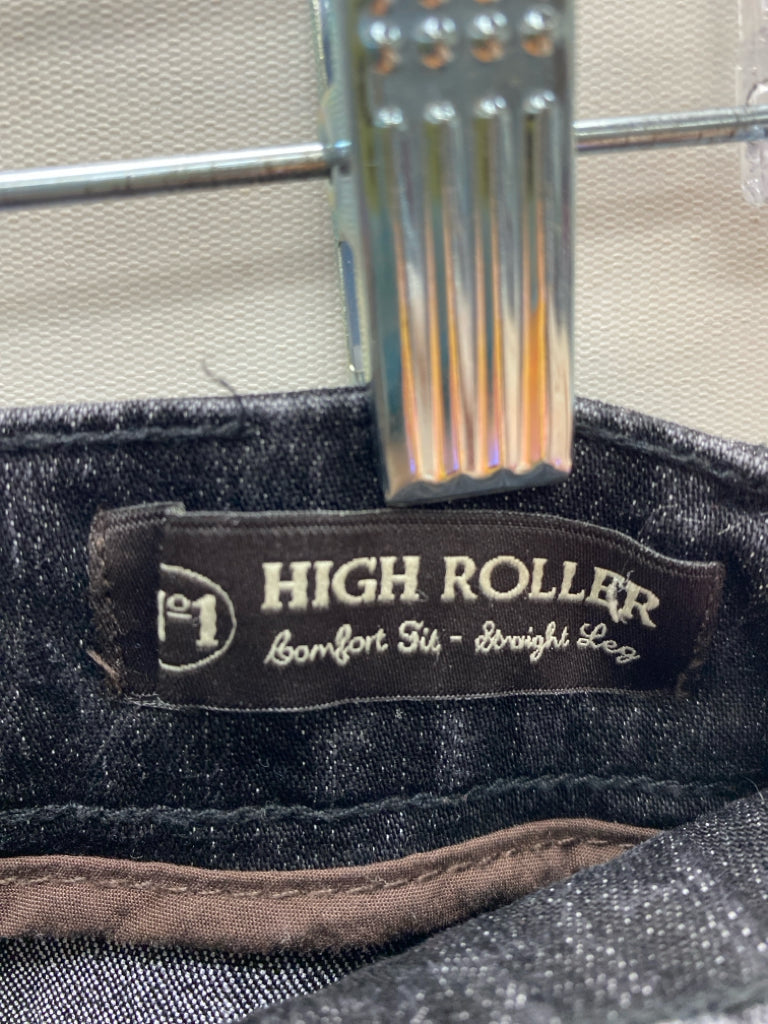 №1
HIGH ROLLER
Comfort Fit - Straight Leg